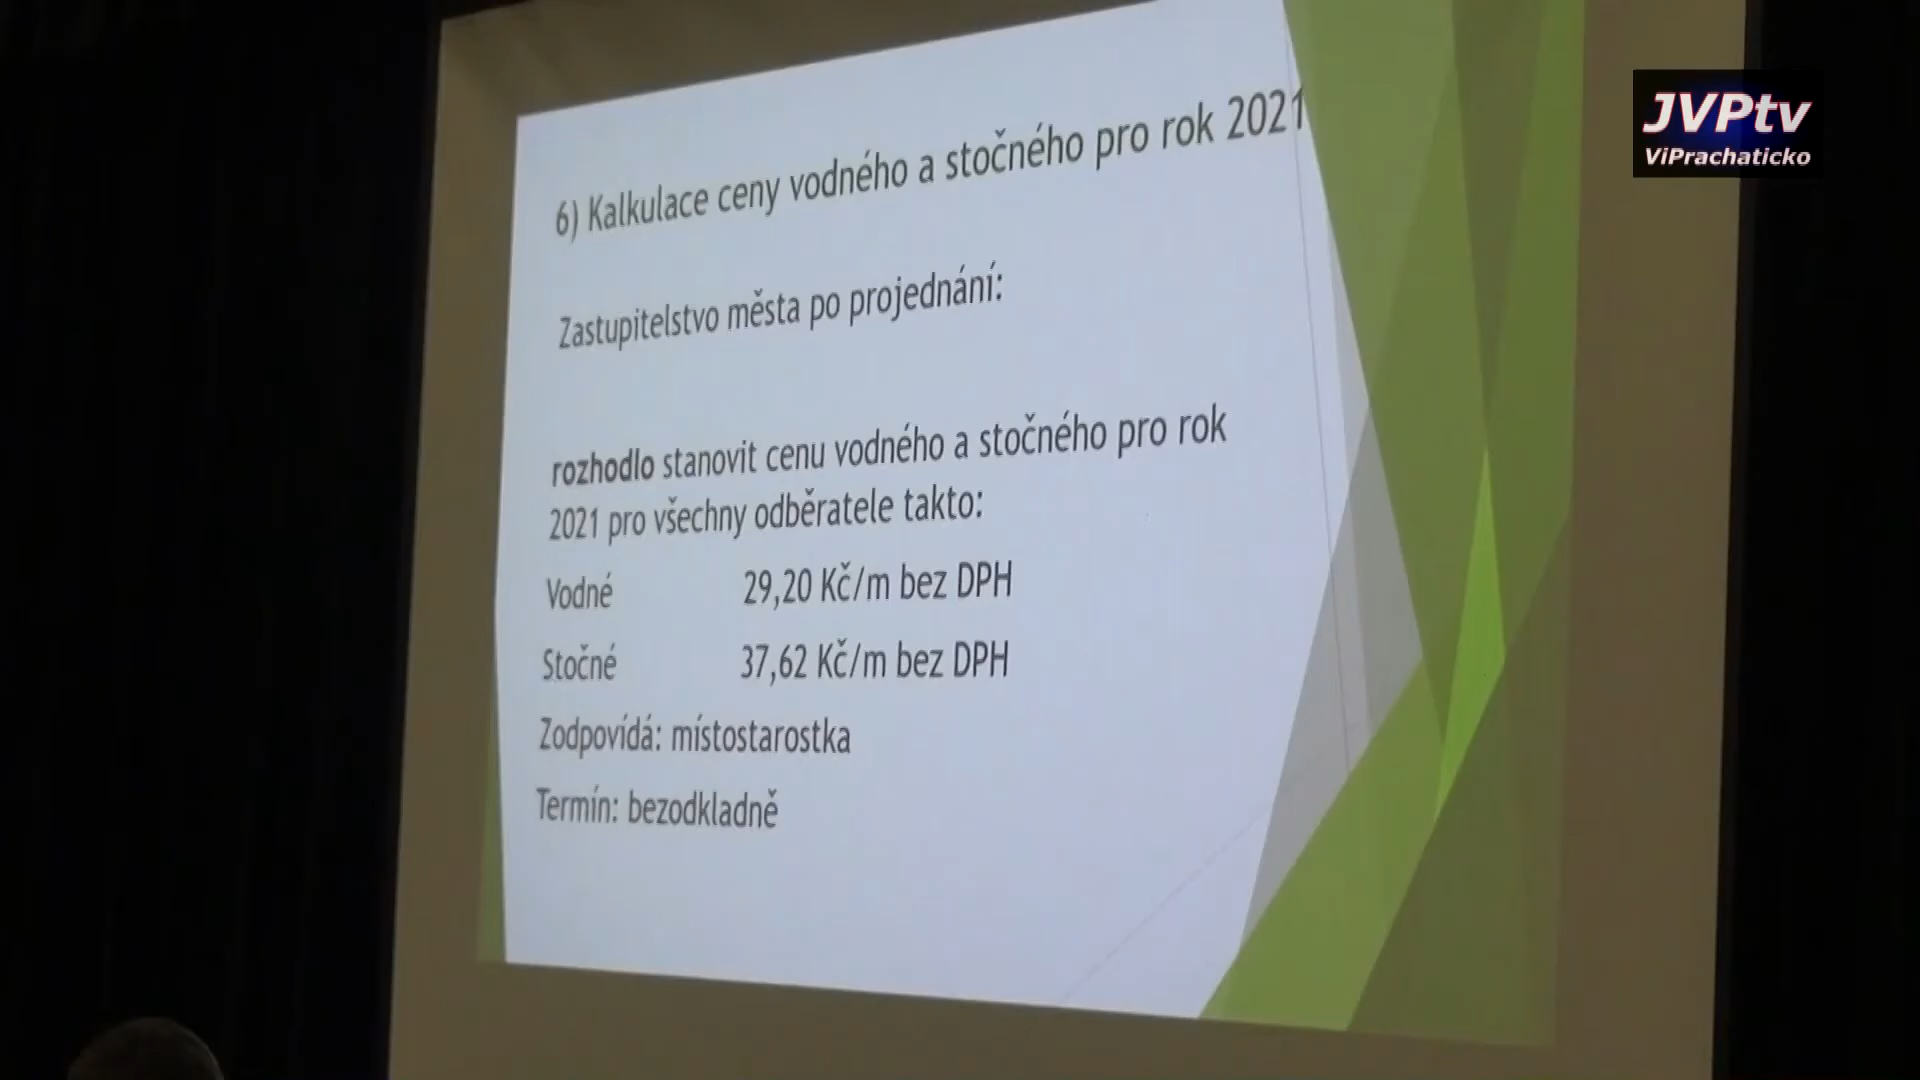 JVPtv
ViPrachaticko
6) Kalkulace ceny vodného a stočného pro rok 2021
Zastupitelstvo města po projednání:
rozhodlo stanovit cenu vodného a stočného pro rok
2021 pro všechny odběratele takto:
Vodné 29,20 Kč/m bez DPH
Stočné 37,62 Kč/m bez DPH
Zodpovídá: místostarostka
Termín: bezodkladně